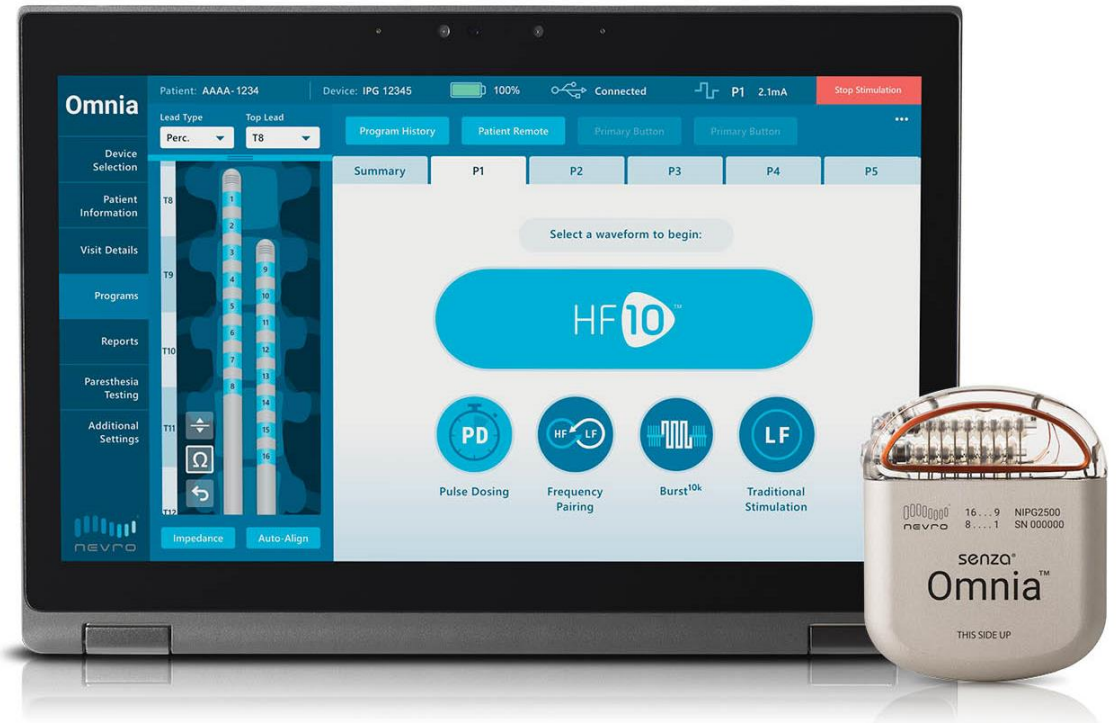 Omnia
Patient: AAAA-1234
Device: IPG 12345
100%
Connected
P1 2.1mA
Stop Stimulation
Lead Type
Top Lead
Perc.
T8
Program History
Patient Remote
Primary Button
Primary Button
...
Device
Selection
Patient
Information
Visit Details
Programs
Reports
Paresthesia
Testing
Additional
Settings
nevro
T8
T9
T10
T11
T12
1
2
3
4
5
6
7
8
9
10
11
12
13
14
15
16
Ω
Impedance
Auto-Align
Summary
P1
P2
P3
P4
P5
Select a waveform to begin:
HF10™
PD
Pulse Dosing
HF LF
Frequency
Pairing
Burst¹⁰ᵏ
LF
Traditional
Stimulation
nevro
16...9 NIPG2500
8....1 SN 000000
senza®
Omnia™
THIS SIDE UP